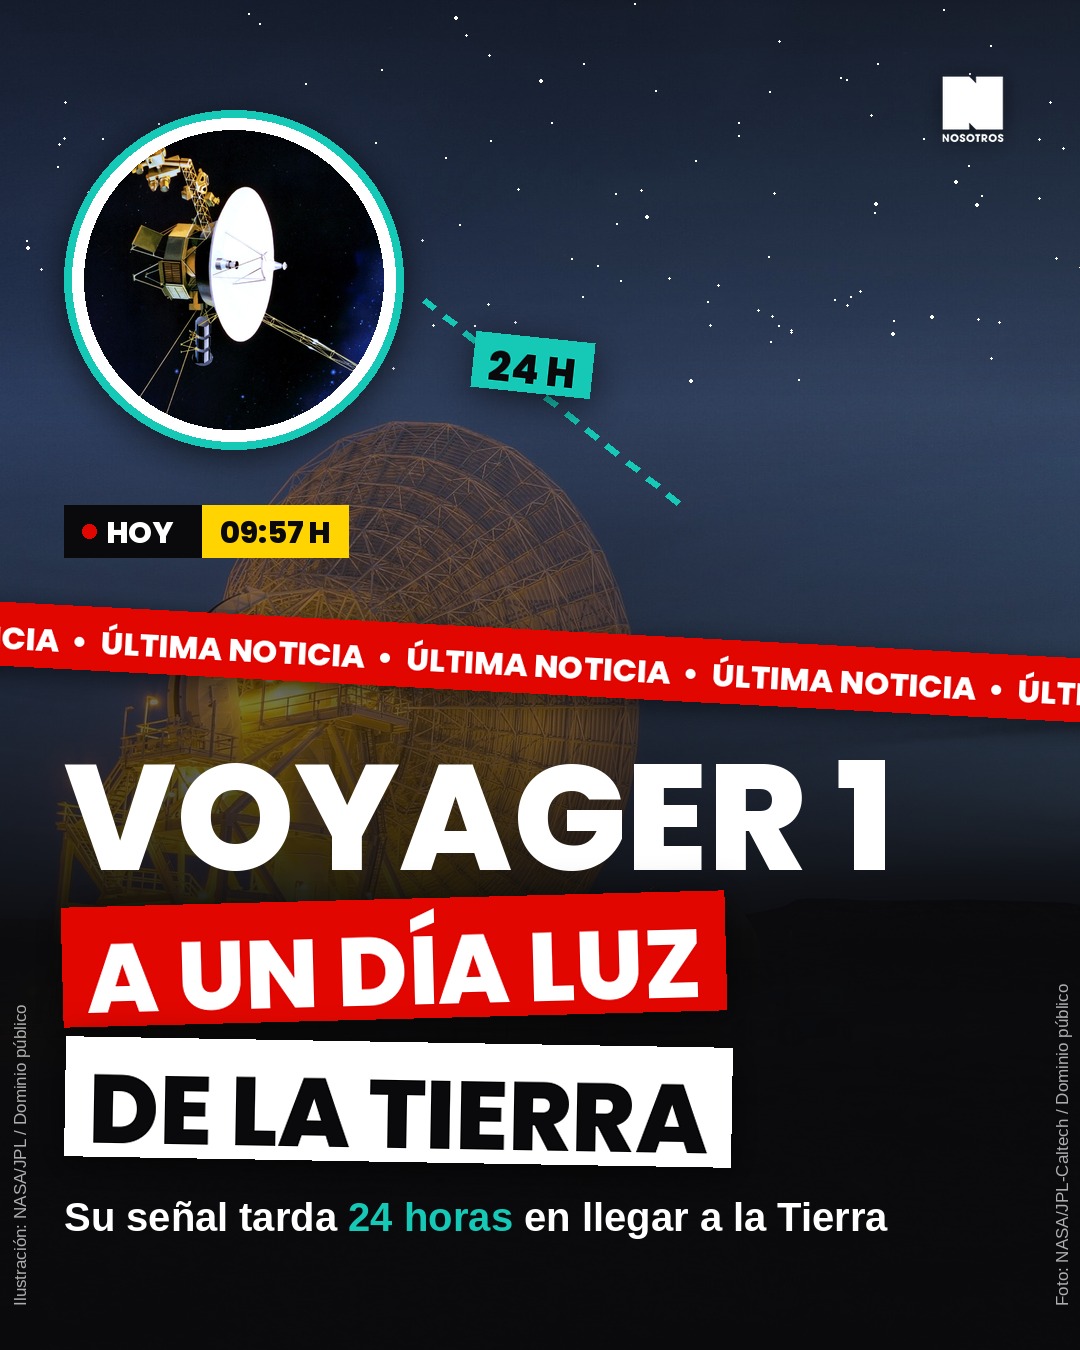 NOSOTROS
24 H
HOY 09:57 H
ÚLTIMA NOTICIA • ÚLTIMA NOTICIA • ÚLTIMA NOTICIA •
VOYAGER 1
A UN DÍA LUZ
DE LA TIERRA
Su señal tarda 24 horas en llegar a la Tierra
Ilustración: NASA/JPL / Dominio público
Foto: NASA/JPL-Caltech / Dominio público